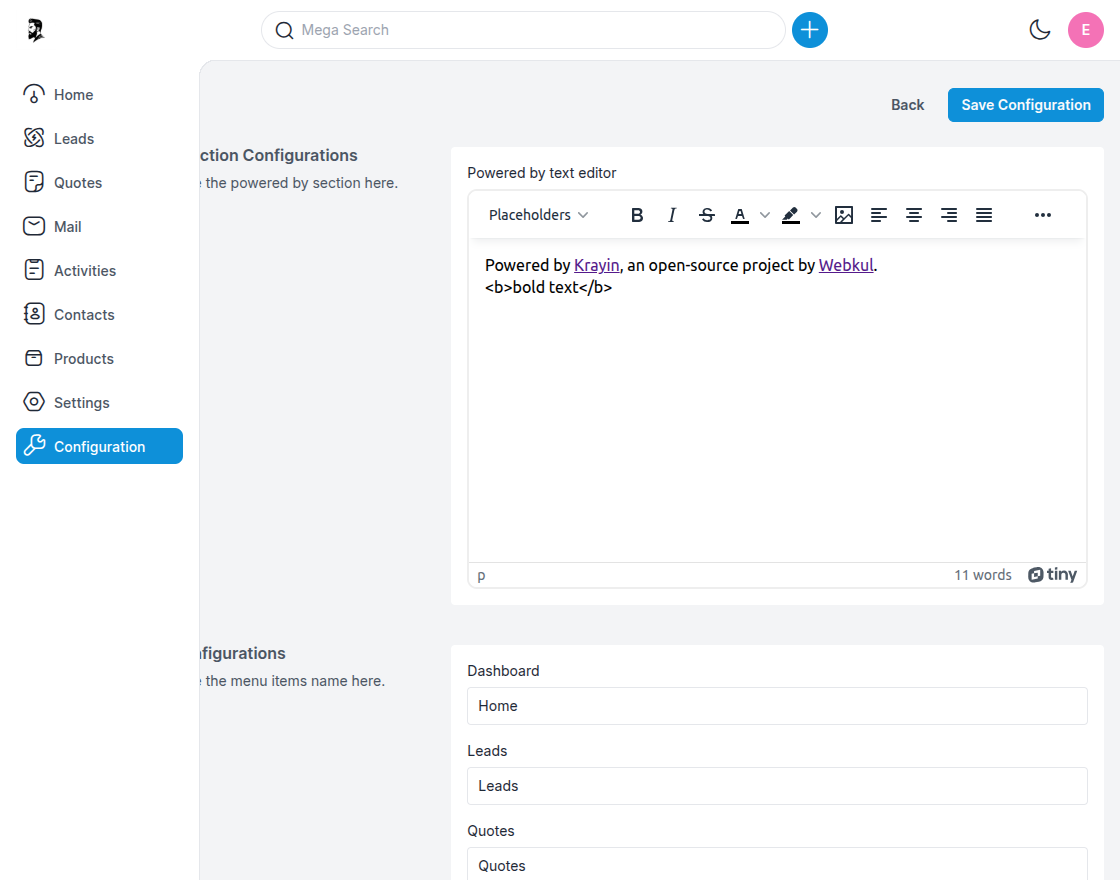 Mega Search
E
Home
Leads
Quotes
Mail
Activities
Contacts
Products
Settings
Configuration
Back
Save Configuration
Configurations
the powered by section here.
Powered by text editor
Placeholders
B I S A
Powered by Krayin, an open-source project by Webkul.
<b>bold text</b>
p
11 words
tiny
the menu items name here.
Dashboard
Home
Leads
Leads
Quotes
Quotes